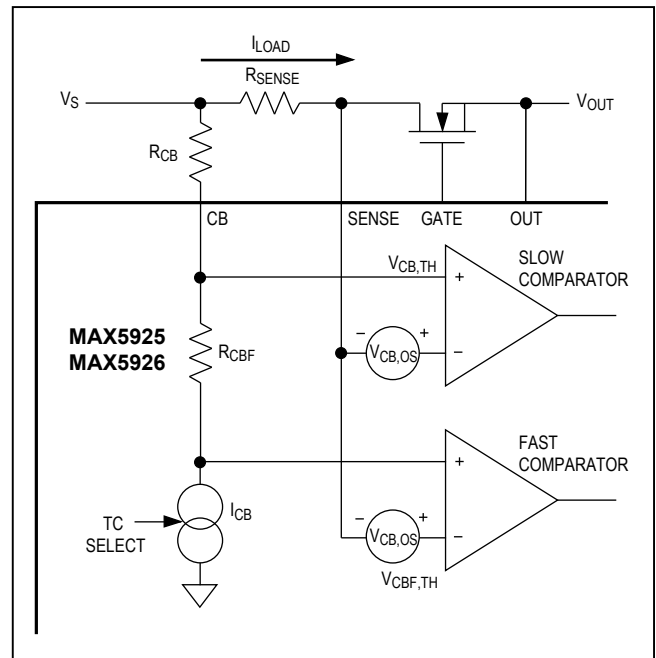 ILOAD
RSENSE
VS
VOUT
RCB
CB
SENSE
GATE
OUT
VCB,TH
+
SLOW
COMPARATOR
MAX5925
MAX5926
RCBF
− +
VCB,OS
−
FAST
COMPARATOR
+
ICB
TC
SELECT
− +
VCB,OS
−
VCBF,TH